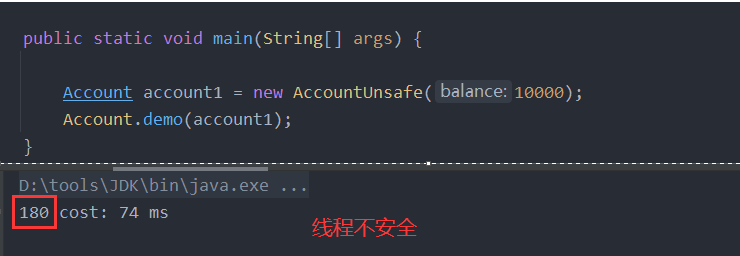 public static void main(String[] args) {
Account account1 = new AccountUnsafe( balance: 10000);
Account.demo(account1);
}
D:\tools\JDK\bin\java.exe ...
180 cost: 74 ms
线程不安全